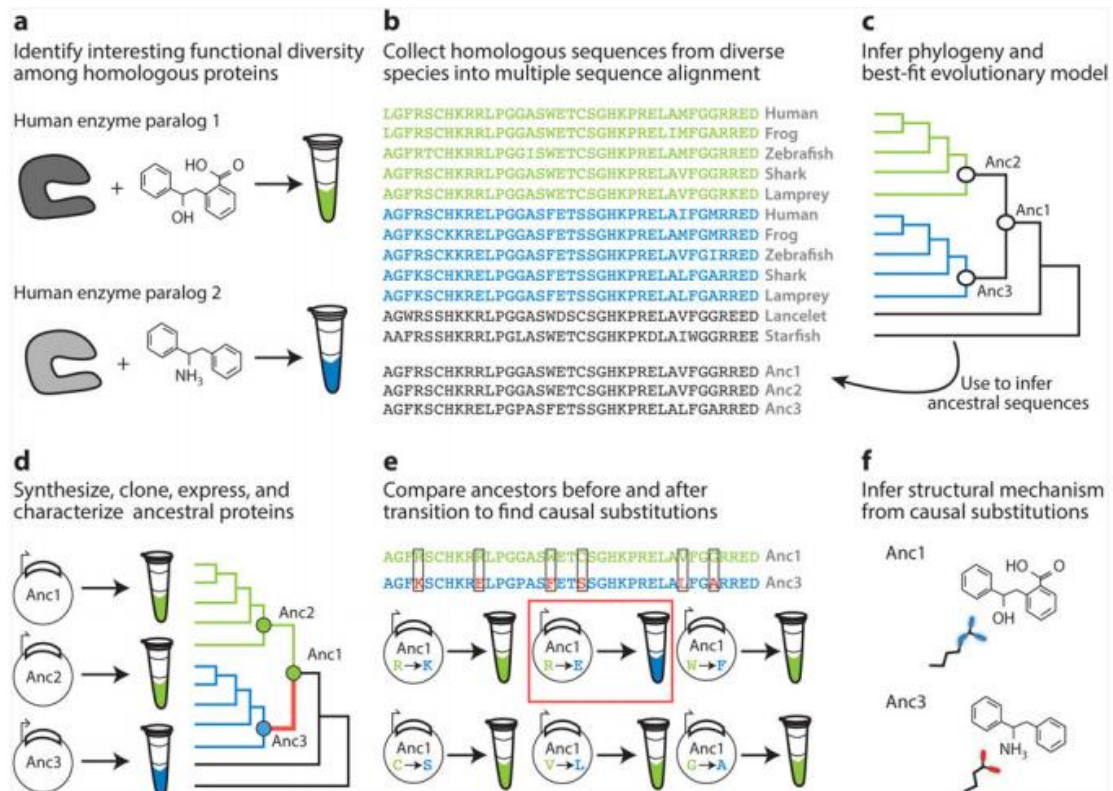 a
Identify interesting functional diversity
among homologous proteins
Human enzyme paralog 1
+
HO
O
OH
Human enzyme paralog 2
+
NH3
b
Collect homologous sequences from diverse
species into multiple sequence alignment
LGFRSCHKRRLPGGASWETCSGHKPRELAMFGGRRED Human
LGFRSCHKRRLPGGASWETCSGHKPRELIMFGARRED Frog
AGFRTCHKRRLPGGISWETCSGHKPRELAMFGGRRED Zebrafish
AGFRSCHKRRLPGGASWETCSGHKPRELAVFGGRRED Shark
AGFRSCHKRRLPGGASWETCSGHKPRELAVFGGRKED Lamprey
AGFRSCHKRELPGGASFETSSGHKPRELAIFGMRRED Human
AGFKSCKKRELPGGASFETSSGHKPRELAMFGMRRED Frog
AGFRSCKKRELPGGASFETSSGHKPRELAVFGIRRED Zebrafish
AGFKSCHKRELPGGASFETSSGHKPRELALFGARRED Shark
AGFKSCHKRELPGGASFETSSGHKPRELALFGARRED Lamprey
AGWRSSHKRRLPGGASWDSCSGHKPRELAVFGGREED Lancelet
AAFRSSHKRRLPGLASWETCSGHKPKDLAIWGGRREE Starfish
AGFRSCHKRRLPGGASWETCSGHKPRELAVFGGRRED Anc1
AGFRSCHKRRLPGGASWETCSGHKPRELAVFGGRRED Anc2
AGFKSCHKRELPGPASFETSSGHKPRELALFGARRED Anc3
c
Infer phylogeny and
best-fit evolutionary model
Anc2
Anc1
Anc3
Use to infer
ancestral sequences
d
Synthesize, clone, express, and
characterize ancestral proteins
Anc1
Anc2
Anc3
Anc2
Anc1
Anc3
e
Compare ancestors before and after
transition to find causal substitutions
AGFRSCHKRRLPGGASWETCSGHKPRELAVFGGRRED Anc1
AGFKSCHKRELPGPASFETSSGHKPRELALFGARRED Anc3
Anc1
R→K
Anc1
R→E
Anc1
W→F
Anc1
C→S
Anc1
V→L
Anc1
G→A
f
Infer structural mechanism
from causal substitutions
Anc1
HO
O
OH
Anc3
NH3